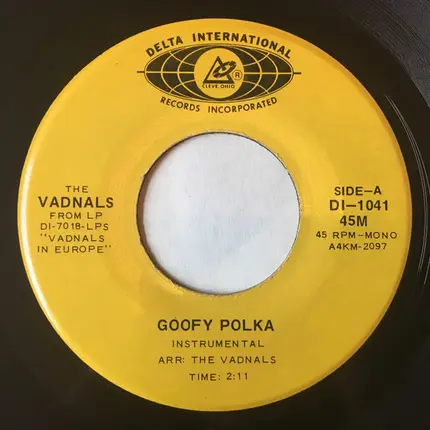 DELTA INTERNATIONAL
®
CLEVE, OHIO
RECORDS INCORPORATED
THE
VADNALS
FROM LP
DI-7018-LPS
"VADNALS
IN EUROPE"
SIDE-A
DI-1041
45M
45 RPM-MONO
A4KM-2097
GOOFY POLKA
INSTRUMENTAL
ARR: THE VADNALS
TIME: 2:11